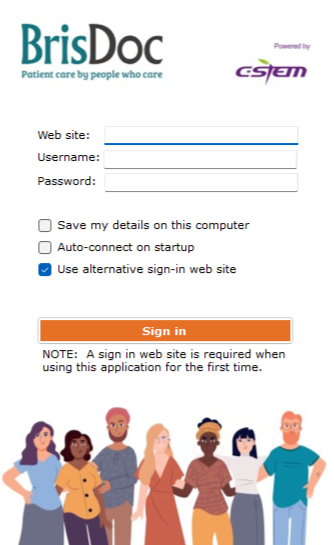 BrisDoc
Patient care by people who care
Powered by
C-STEM
Web site:
Username:
Password:
Save my details on this computer
Auto-connect on startup
Use alternative sign-in web site
Sign in
NOTE:  A sign in web site is required when
using this application for the first time.